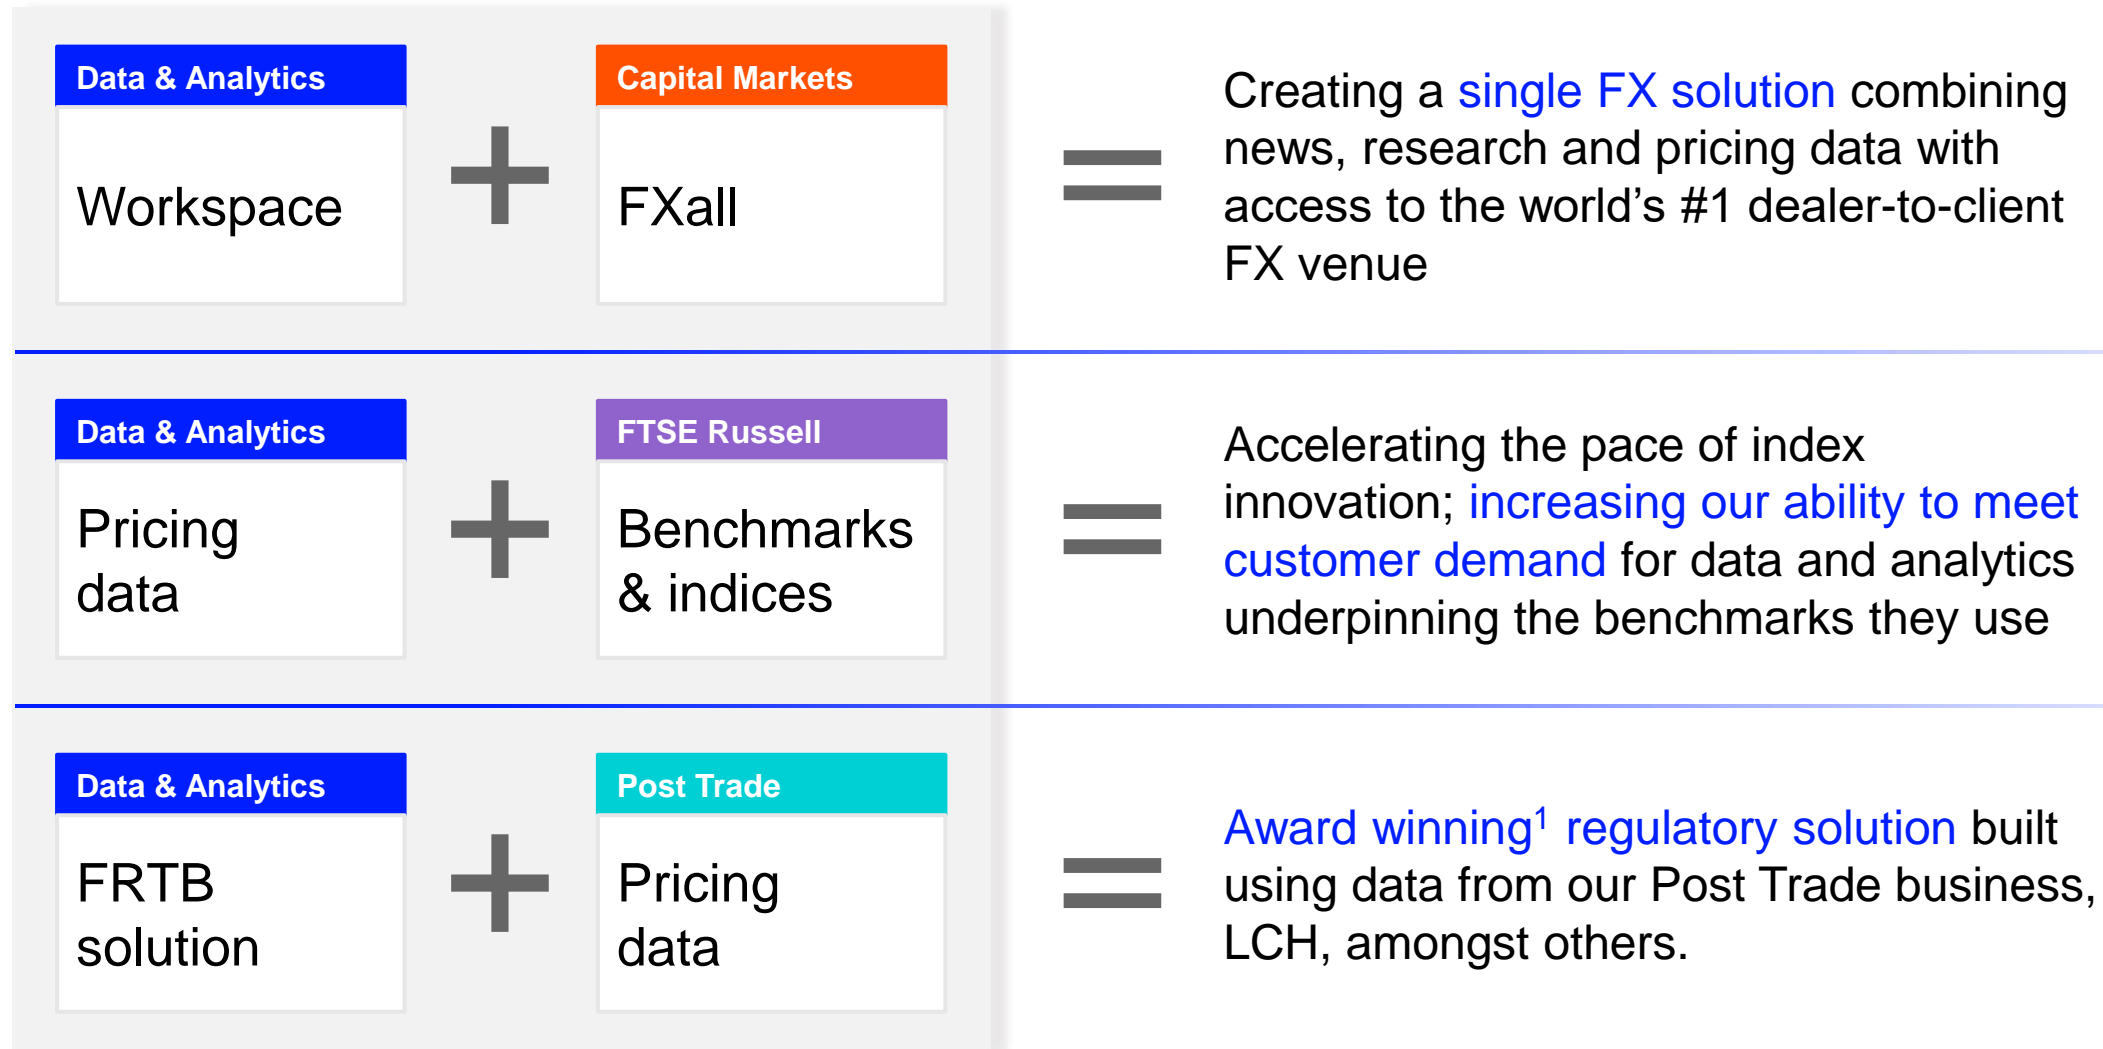 Data & Analytics
Workspace
+
Capital Markets
FXall
=
Creating a single FX solution combining
news, research and pricing data with
access to the world’s #1 dealer-to-client
FX venue
Data & Analytics
Pricing
data
+
FTSE Russell
Benchmarks
& indices
=
Accelerating the pace of index
innovation; increasing our ability to meet
customer demand for data and analytics
underpinning the benchmarks they use
Data & Analytics
FRTB
solution
+
Post Trade
Pricing
data
=
Award winning¹ regulatory solution built
using data from our Post Trade business,
LCH, amongst others.